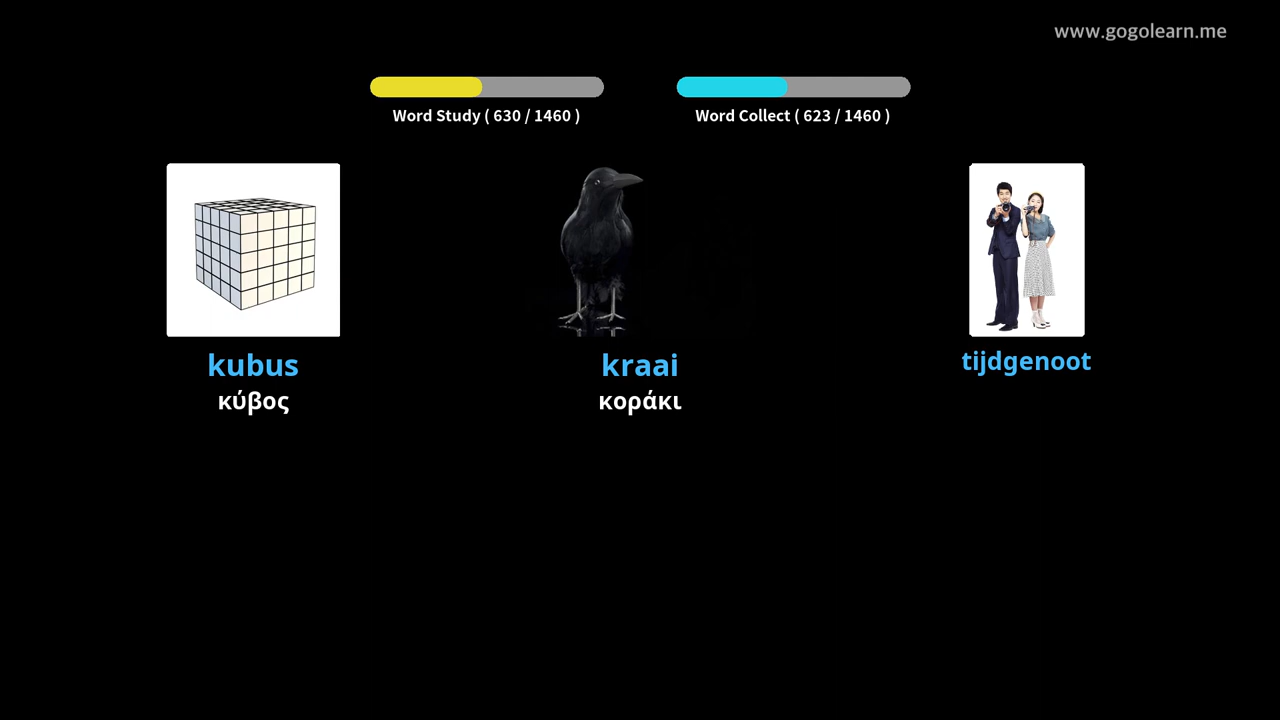 www.gogolearn.me
Word Study ( 630 / 1460 )
Word Collect ( 623 / 1460 )
kubus
κύβος
kraai
κοράκι
tijdgenoot